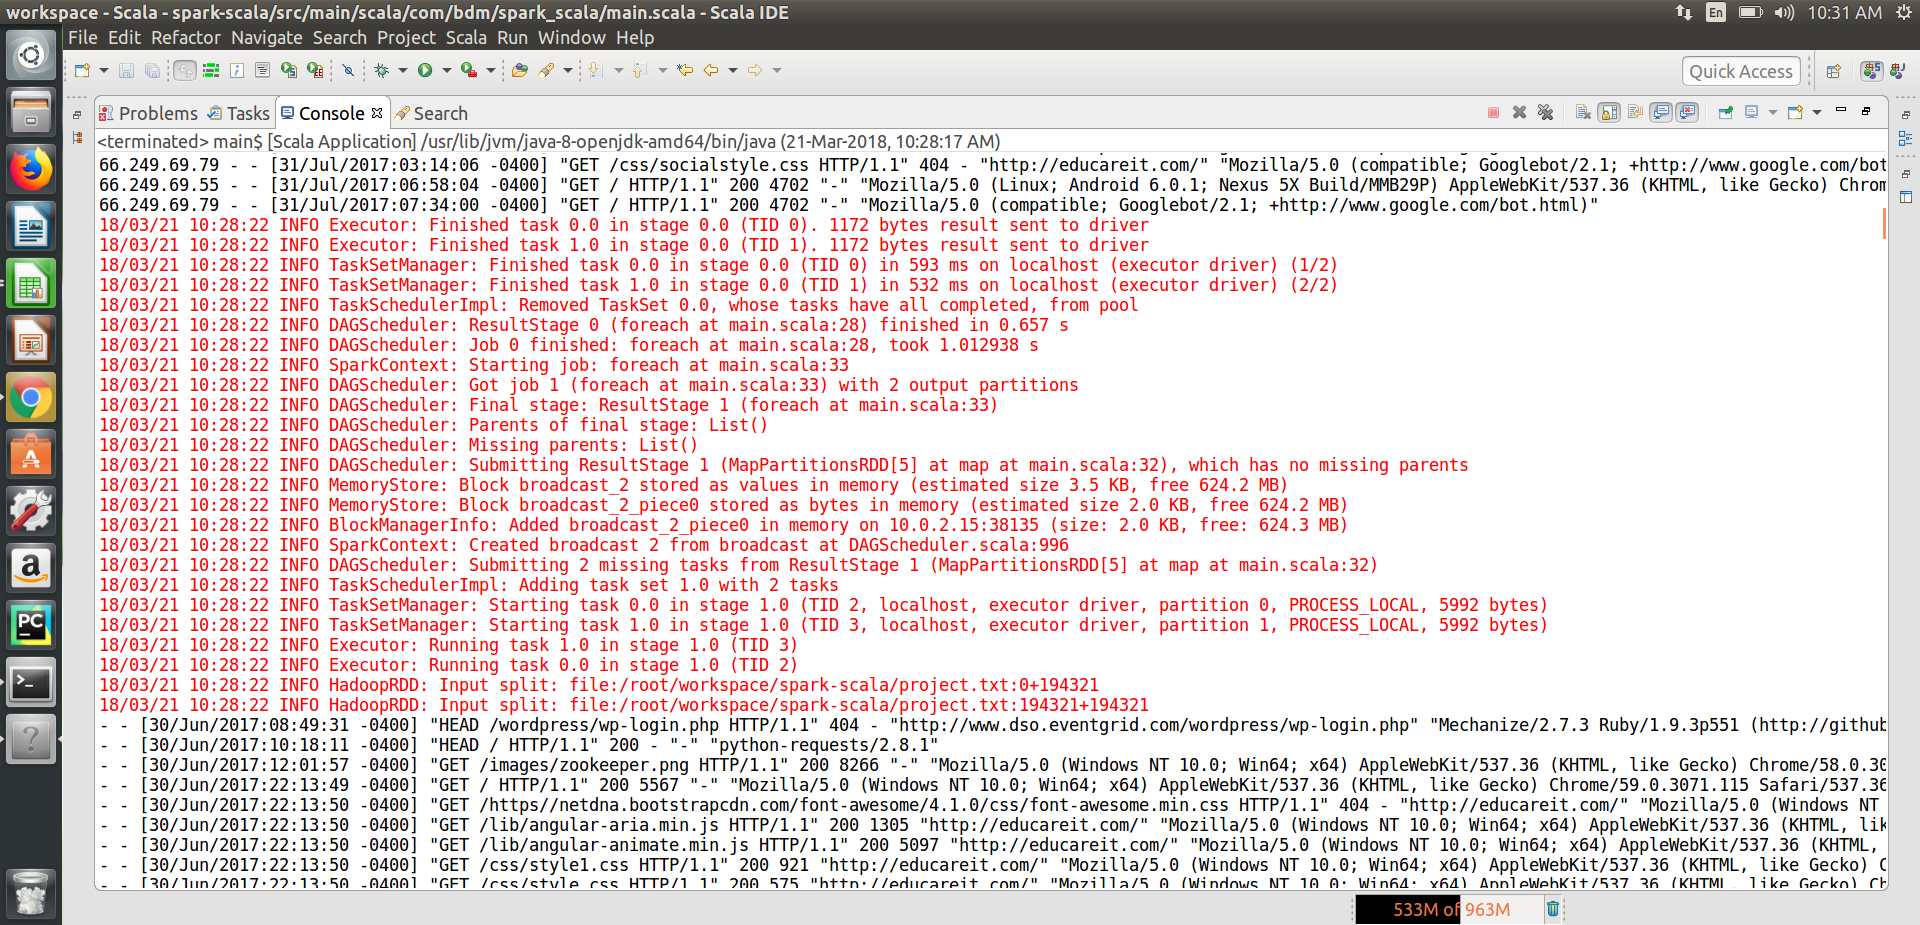 workspace - Scala - spark-scala/src/main/scala/com/bdm/spark_scala/main.scala - Scala IDE
En
10:31 AM
File Edit Refactor Navigate Search Project Scala Run Window Help
Quick Access
Problems Tasks Console Search
<terminated> main$ [Scala Application] /usr/lib/jvm/java-8-openjdk-amd64/bin/java (21-Mar-2018, 10:28:17 AM)
66.249.69.79 - - [31/Jul/2017:03:14:06 -0400] "GET /css/socialstyle.css HTTP/1.1" 404 - "http://educareit.com/" "Mozilla/5.0 (compatible; Googlebot/2.1; +http://www.google.com/bot
66.249.69.55 - - [31/Jul/2017:06:58:04 -0400] "GET / HTTP/1.1" 200 4702 "-" "Mozilla/5.0 (Linux; Android 6.0.1; Nexus 5X Build/MMB29P) AppleWebKit/537.36 (KHTML, like Gecko) Chrom
66.249.69.79 - - [31/Jul/2017:07:34:00 -0400] "GET / HTTP/1.1" 200 4702 "-" "Mozilla/5.0 (compatible; Googlebot/2.1; +http://www.google.com/bot.html)"
18/03/21 10:28:22 INFO Executor: Finished task 0.0 in stage 0.0 (TID 0). 1172 bytes result sent to driver
18/03/21 10:28:22 INFO Executor: Finished task 1.0 in stage 0.0 (TID 1). 1172 bytes result sent to driver
18/03/21 10:28:22 INFO TaskSetManager: Finished task 0.0 in stage 0.0 (TID 0) in 593 ms on localhost (executor driver) (1/2)
18/03/21 10:28:22 INFO TaskSetManager: Finished task 1.0 in stage 0.0 (TID 1) in 532 ms on localhost (executor driver) (2/2)
18/03/21 10:28:22 INFO TaskSchedulerImpl: Removed TaskSet 0.0, whose tasks have all completed, from pool
18/03/21 10:28:22 INFO DAGScheduler: ResultStage 0 (foreach at main.scala:28) finished in 0.657 s
18/03/21 10:28:22 INFO DAGScheduler: Job 0 finished: foreach at main.scala:28, took 1.012938 s
18/03/21 10:28:22 INFO SparkContext: Starting job: foreach at main.scala:33
18/03/21 10:28:22 INFO DAGScheduler: Got job 1 (foreach at main.scala:33) with 2 output partitions
18/03/21 10:28:22 INFO DAGScheduler: Final stage: ResultStage 1 (foreach at main.scala:33)
18/03/21 10:28:22 INFO DAGScheduler: Parents of final stage: List()
18/03/21 10:28:22 INFO DAGScheduler: Missing parents: List()
18/03/21 10:28:22 INFO DAGScheduler: Submitting ResultStage 1 (MapPartitionsRDD[5] at map at main.scala:32), which has no missing parents
18/03/21 10:28:22 INFO MemoryStore: Block broadcast_2 stored as values in memory (estimated size 3.5 KB, free 624.2 MB)
18/03/21 10:28:22 INFO MemoryStore: Block broadcast_2_piece0 stored as bytes in memory (estimated size 2.0 KB, free 624.2 MB)
18/03/21 10:28:22 INFO BlockManagerInfo: Added broadcast_2_piece0 in memory on 10.0.2.15:38135 (size: 2.0 KB, free: 624.3 MB)
18/03/21 10:28:22 INFO SparkContext: Created broadcast 2 from broadcast at DAGScheduler.scala:996
18/03/21 10:28:22 INFO DAGScheduler: Submitting 2 missing tasks from ResultStage 1 (MapPartitionsRDD[5] at map at main.scala:32)
18/03/21 10:28:22 INFO TaskSchedulerImpl: Adding task set 1.0 with 2 tasks
18/03/21 10:28:22 INFO TaskSetManager: Starting task 0.0 in stage 1.0 (TID 2, localhost, executor driver, partition 0, PROCESS_LOCAL, 5992 bytes)
18/03/21 10:28:22 INFO TaskSetManager: Starting task 1.0 in stage 1.0 (TID 3, localhost, executor driver, partition 1, PROCESS_LOCAL, 5992 bytes)
18/03/21 10:28:22 INFO Executor: Running task 1.0 in stage 1.0 (TID 3)
18/03/21 10:28:22 INFO Executor: Running task 0.0 in stage 1.0 (TID 2)
18/03/21 10:28:22 INFO HadoopRDD: Input split: file:/root/workspace/spark-scala/project.txt:0+194321
18/03/21 10:28:22 INFO HadoopRDD: Input split: file:/root/workspace/spark-scala/project.txt:194321+194321
- - [30/Jun/2017:08:49:31 -0400] "HEAD /wordpress/wp-login.php HTTP/1.1" 404 - "http://www.dso.eventgrid.com/wordpress/wp-login.php" "Mechanize/2.7.3 Ruby/1.9.3p551 (http://github
- - [30/Jun/2017:10:18:11 -0400] "HEAD / HTTP/1.1" 200 - "-" "python-requests/2.8.1"
- - [30/Jun/2017:12:01:57 -0400] "GET /images/zookeeper.png HTTP/1.1" 200 8266 "-" "Mozilla/5.0 (Windows NT 10.0; Win64; x64) AppleWebKit/537.36 (KHTML, like Gecko) Chrome/58.0.30
- - [30/Jun/2017:22:13:49 -0400] "GET / HTTP/1.1" 200 5567 "-" "Mozilla/5.0 (Windows NT 10.0; Win64; x64) AppleWebKit/537.36 (KHTML, like Gecko) Chrome/59.0.3071.115 Safari/537.36
- - [30/Jun/2017:22:13:50 -0400] "GET /https//netdna.bootstrapcdn.com/font-awesome/4.1.0/css/font-awesome.min.css HTTP/1.1" 404 - "http://educareit.com/" "Mozilla/5.0 (Windows NT
- - [30/Jun/2017:22:13:50 -0400] "GET /lib/angular-aria.min.js HTTP/1.1" 200 1305 "http://educareit.com/" "Mozilla/5.0 (Windows NT 10.0; Win64; x64) AppleWebKit/537.36 (KHTML, lik
- - [30/Jun/2017:22:13:50 -0400] "GET /lib/angular-animate.min.js HTTP/1.1" 200 5097 "http://educareit.com/" "Mozilla/5.0 (Windows NT 10.0; Win64; x64) AppleWebKit/537.36 (KHTML,
- - [30/Jun/2017:22:13:50 -0400] "GET /css/style1.css HTTP/1.1" 200 921 "http://educareit.com/" "Mozilla/5.0 (Windows NT 10.0; Win64; x64) AppleWebKit/537.36 (KHTML, like Gecko) C
- - [30/Jun/2017:22:13:50 -0400] "GET /css/style.css HTTP/1.1" 200 575 "http://educareit.com/" "Mozilla/5.0 (Windows NT 10.0; Win64; x64) AppleWebKit/537.36 (KHTML, like Gecko) Ch
533M of 963M